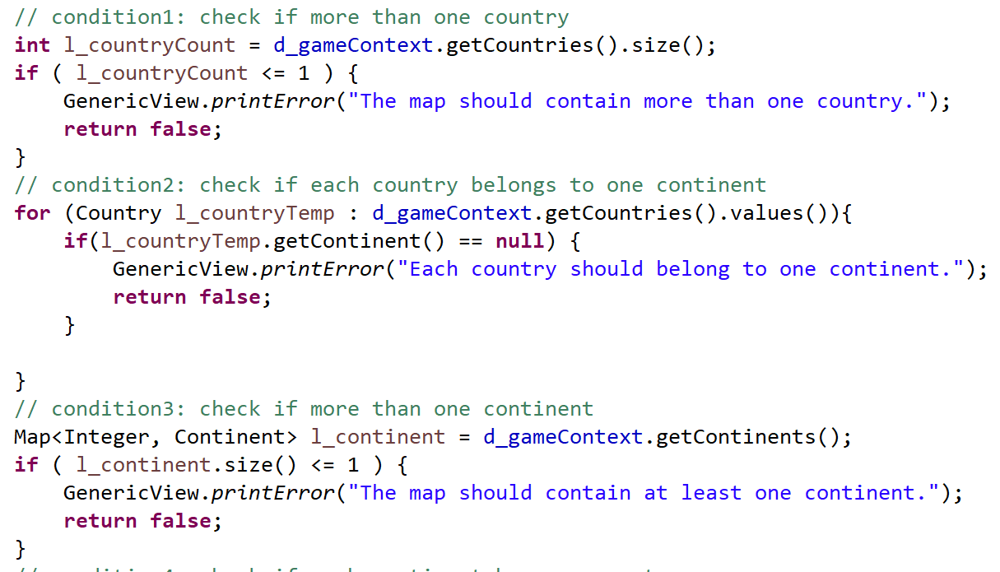 // condition1: check if more than one country
int l_countryCount = d_gameContext.getCountries().size();
if ( l_countryCount <= 1 ) {
    GenericView.printError("The map should contain more than one country.");
    return false;
}
// condition2: check if each country belongs to one continent
for (Country l_countryTemp : d_gameContext.getCountries().values()){
    if(l_countryTemp.getContinent() == null) {
        GenericView.printError("Each country should belong to one continent.");
        return false;
    }
}
// condition3: check if more than one continent
Map<Integer, Continent> l_continent = d_gameContext.getContinents();
if ( l_continent.size() <= 1 ) {
    GenericView.printError("The map should contain at least one continent.");
    return false;
}